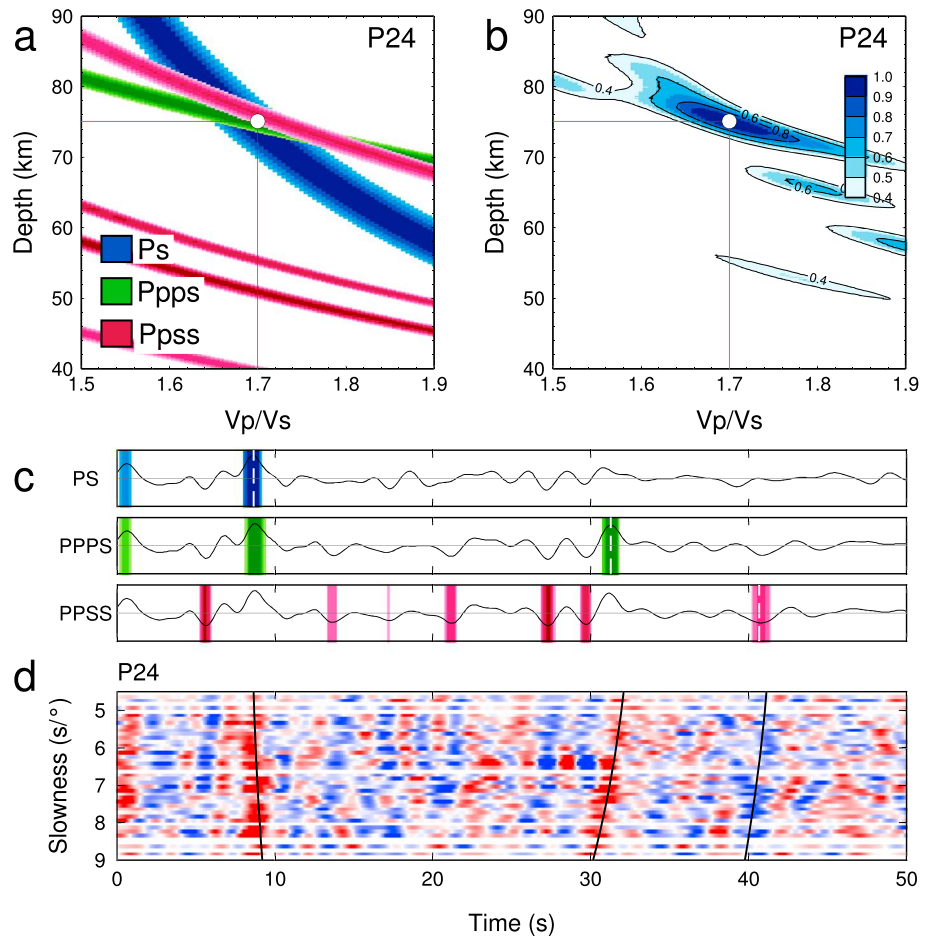 a
P24
90
80
70
60
50
40
Depth (km)
Ps
Ppps
Ppss
1.5 1.6 1.7 1.8 1.9
Vp/Vs
b
P24
90
80
70
60
50
40
Depth (km)
0.4
0.6
0.8
0.6
0.4
1.0
0.9
0.8
0.7
0.6
0.5
0.4
1.5 1.6 1.7 1.8 1.9
Vp/Vs
c
PS
PPPS
PPSS
d
P24
5
6
7
8
9
Slowness (s/°)
0 10 20 30 40 50
Time (s)